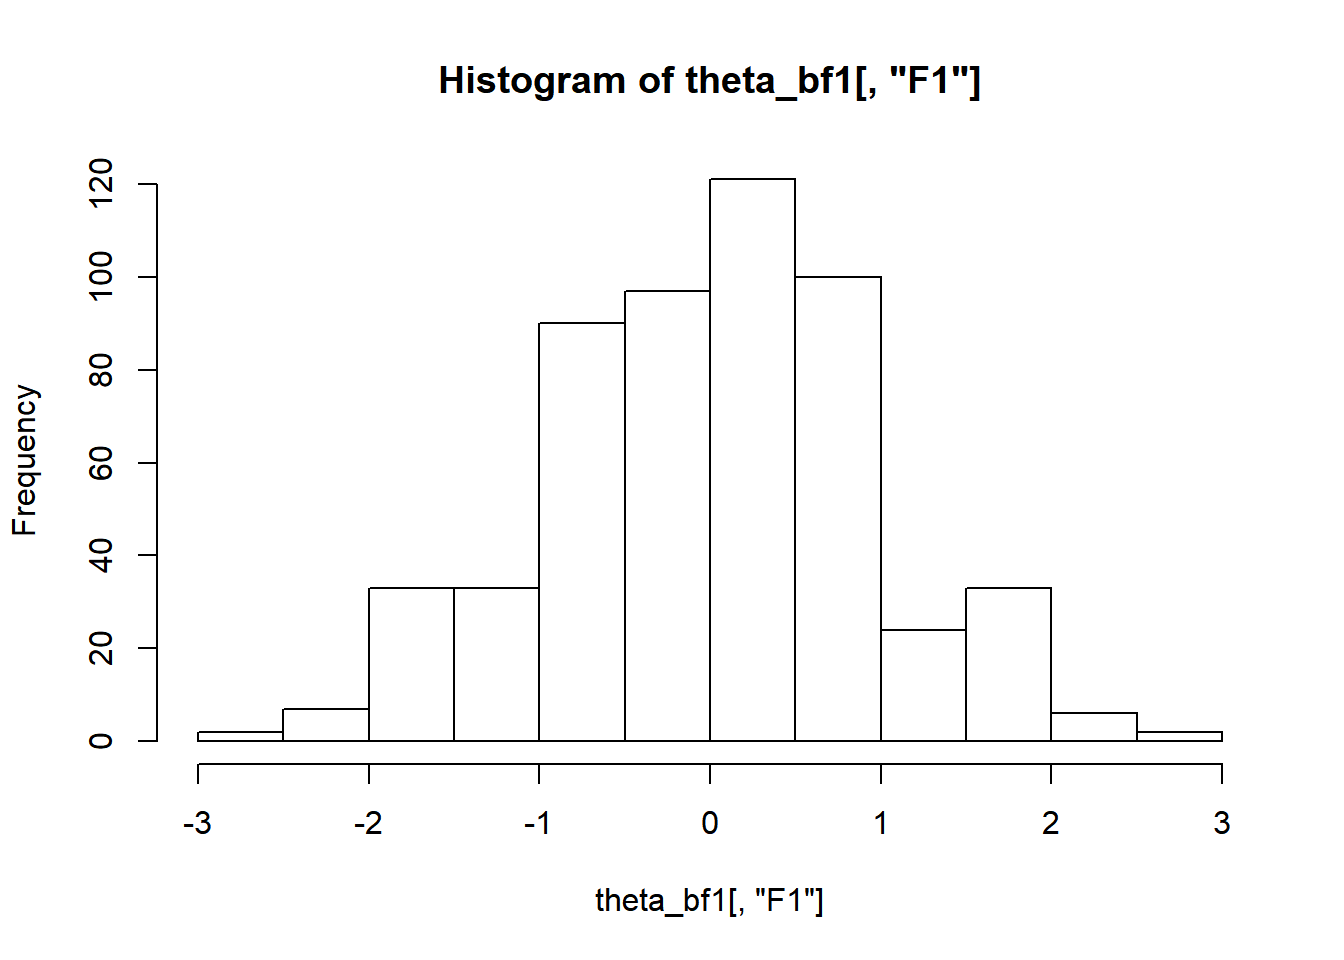 Histogram of theta_bf1[, "F1"]
Frequency
120
100
80
60
40
20
0
-3 -2 -1 0 1 2 3
theta_bf1[, "F1"]